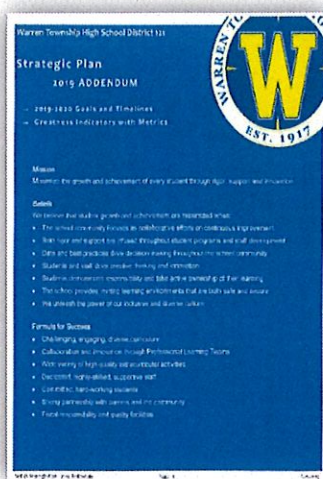 Warren Township High School District 121
WARREN TO
W
EST. 1917
Strategic Plan
2019 ADDENDUM
2019-2020 Goals and Timelines
Greatness Indicators with Metrics
Mission
Maximize the growth and achievement of every student through rigor, support and innovation
Beliefs
We believe that student growth and achievement are maximized when:
The school community focuses its collaborative efforts on continuous improvement
Both rigor and support are infused throughout student programs and staff development
Data and best practices drive decision making throughout the school community
Students and staff drive creative thinking and innovation
Students demonstrate responsibility and take active ownership of their learning
The school provides inviting learning environments that are both safe and secure
We unleash the power of our inclusive and diverse culture
Formula for Success
Challenging, engaging, diverse curriculum
Collaboration and innovation through Professional Learning Teams
Wide variety of high quality extracurricular activities
Dedicated, highly-skilled, supportive staff
Committed, hard-working students
Strong partnership with parents and the community
Fiscal responsibility and quality facilities